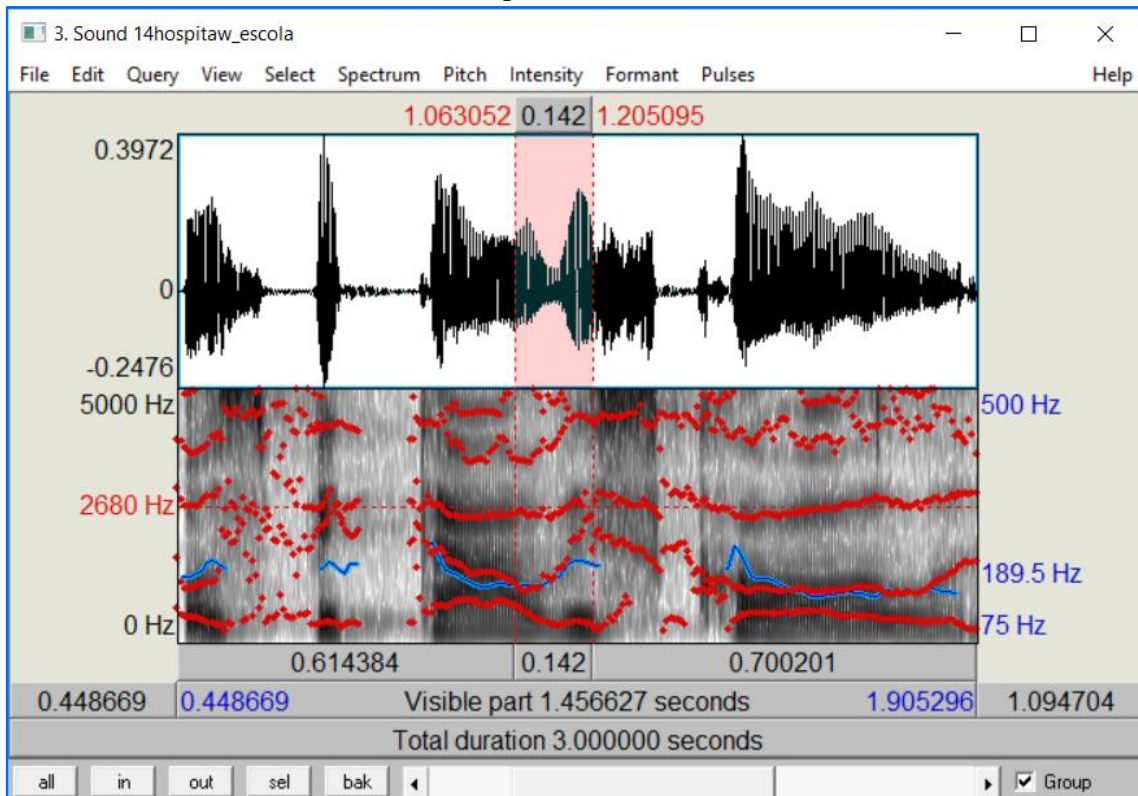 3. Sound 14hospitaw_escola
File Edit Query View Select Spectrum Pitch Intensity Formant Pulses Help
1.063052 0.142 1.205095
0.3972
0
-0.2476
5000 Hz 500 Hz
2680 Hz
189.5 Hz
0 Hz 75 Hz
0.614384 0.142 0.700201
0.448669 0.448669 Visible part 1.456627 seconds 1.905296 1.094704
Total duration 3.000000 seconds
all in out sel bak Group